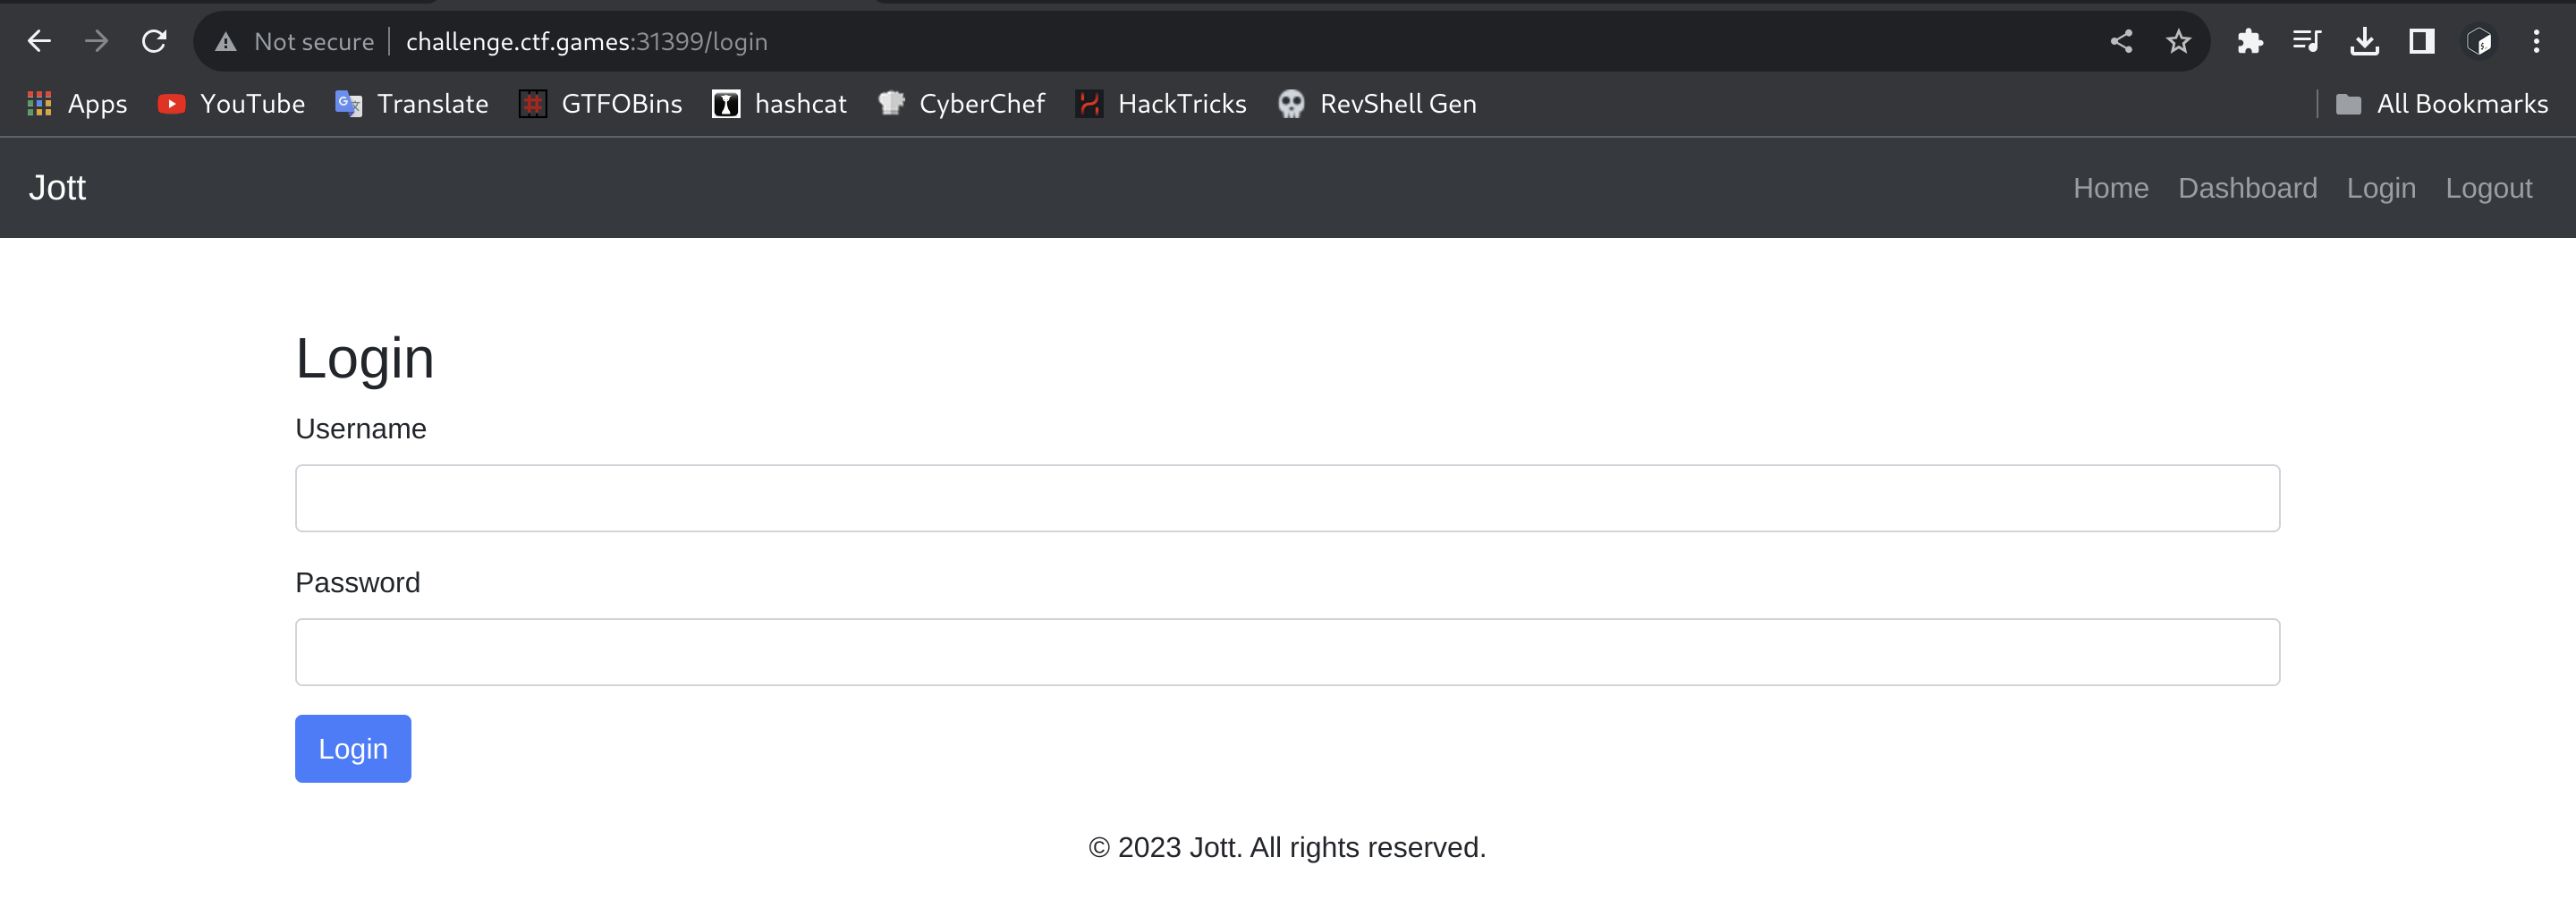 Not secure challenge.ctf.games:31399/login
Apps YouTube Translate GTFOBins hashcat CyberChef HackTricks RevShell Gen All Bookmarks
Jott Home Dashboard Login Logout
Login
Username
Password
Login
© 2023 Jott. All rights reserved.